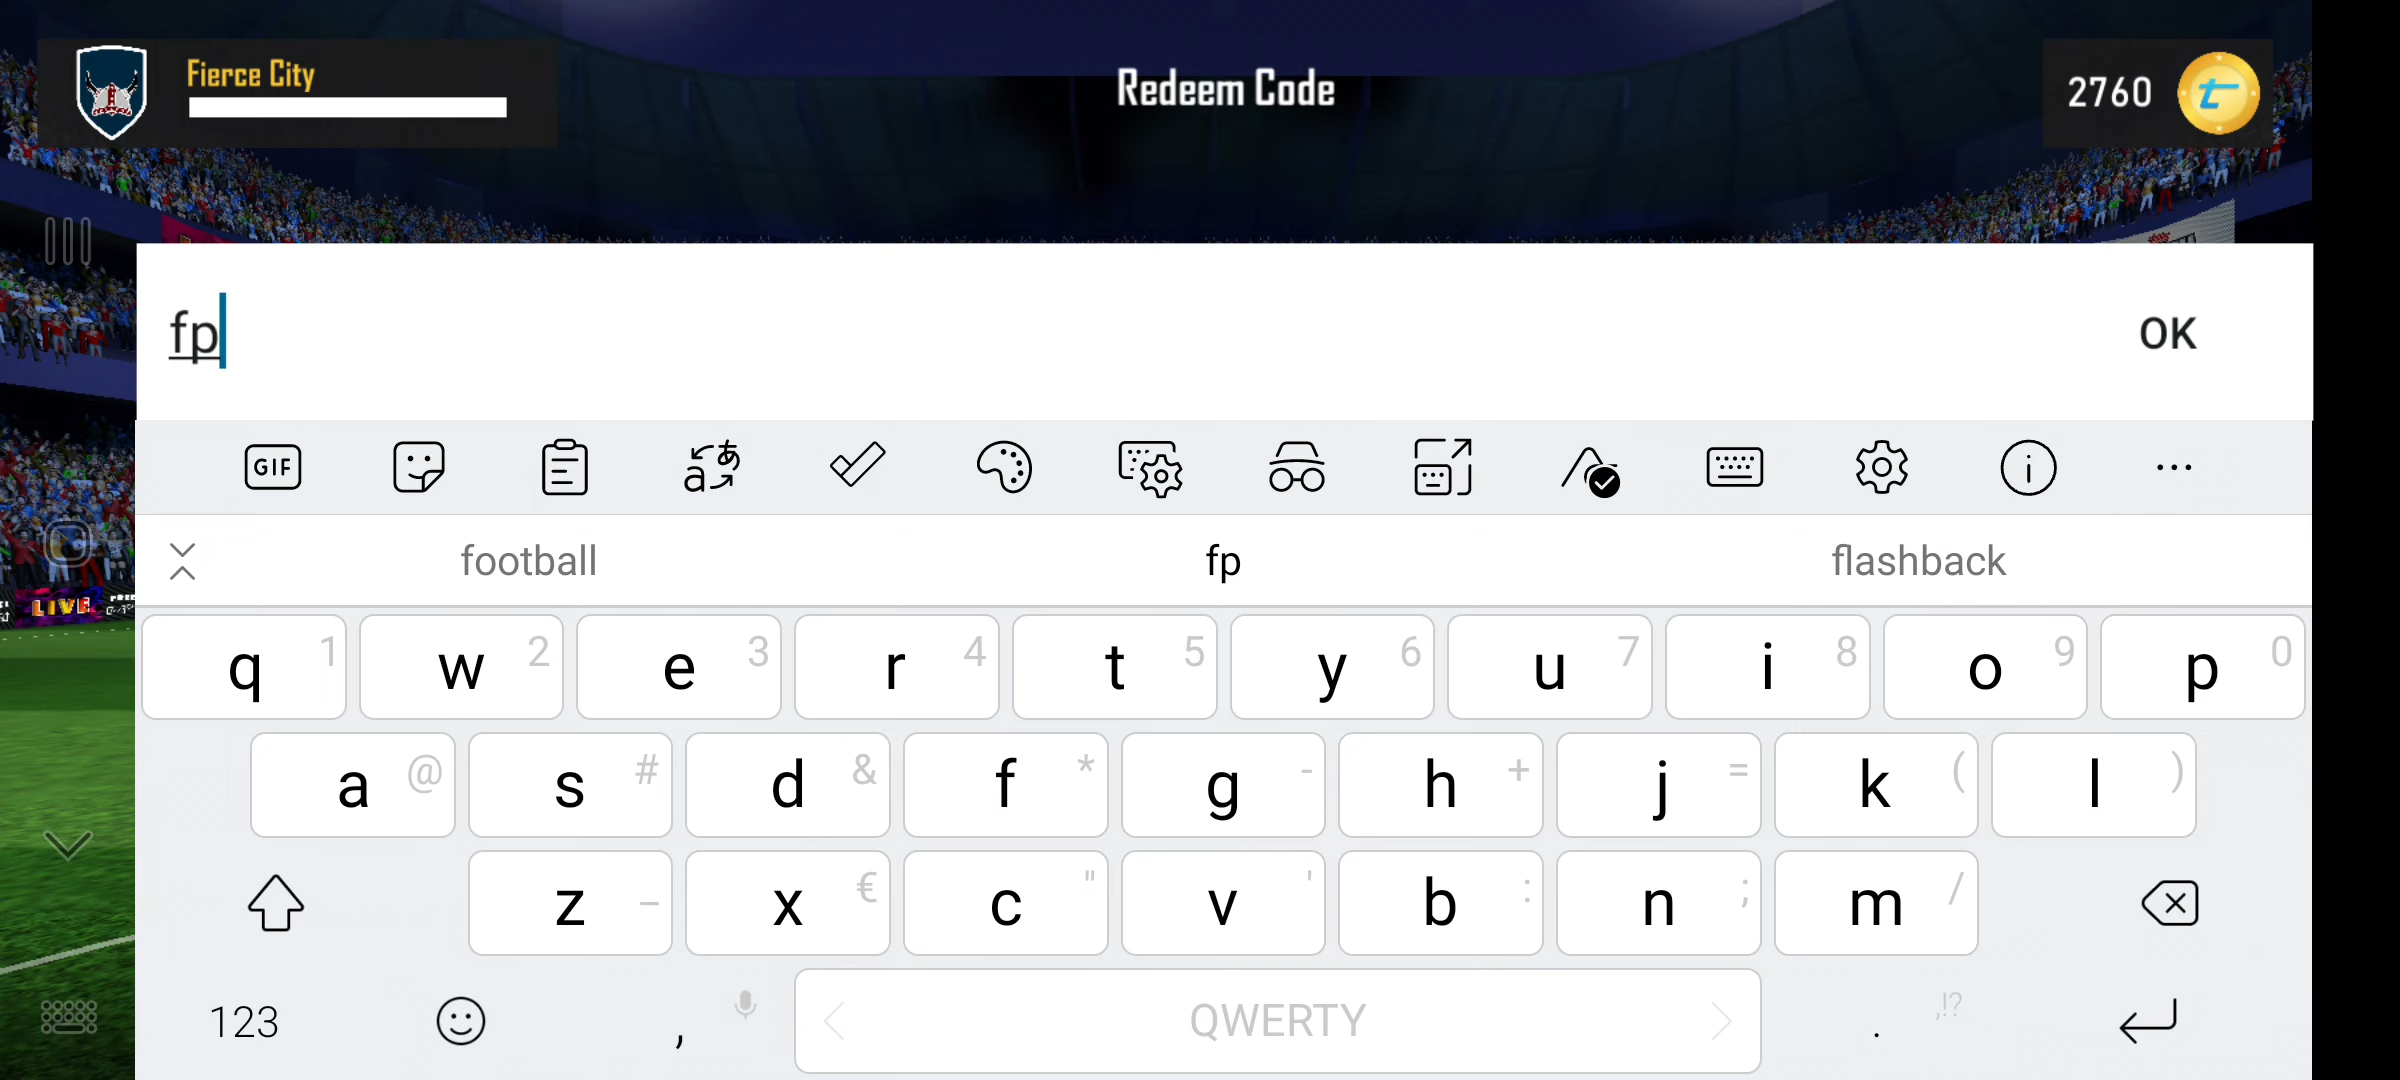 Fierce City
Redeem Code
2760
fp
OK
GIF
a あ
football fp flashback
LIVE
q 1 w 2 e 3 r 4 t 5 y 6 u 7 i 8 o 9 p 0
a @ s # d & f * g - h + j = k ( l )
z _ x € c " v ' b : n ; m /
123 , QWERTY . ,!?